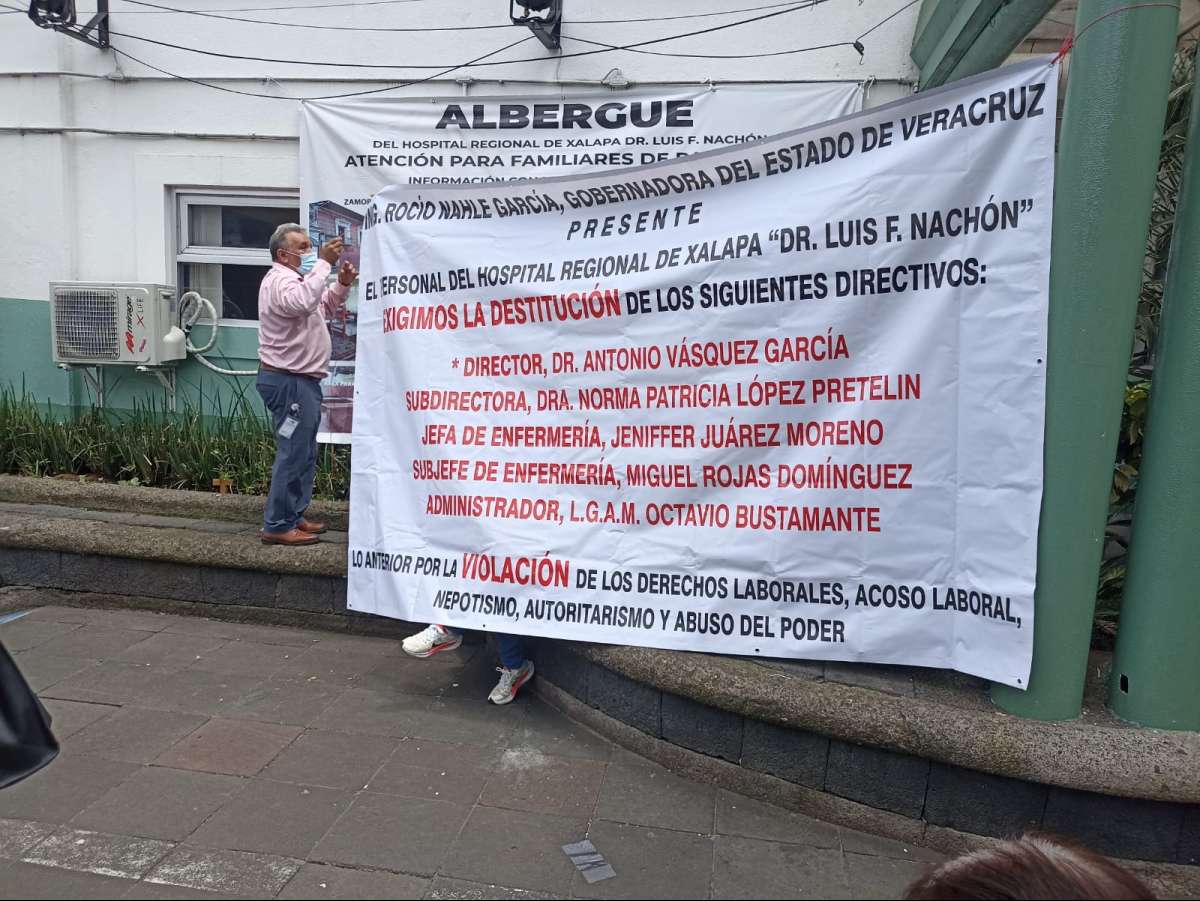 ALBERGUE
DEL HOSPITAL REGIONAL DE XALAPA DR. LUIS F. NACHÓN
ATENCIÓN PARA FAMILIARES DE
INFORMACIÓN
ING. ROCÍO NAHLE GARCÍA, GOBERNADORA DEL ESTADO DE VERACRUZ
PRESENTE
EL PERSONAL DEL HOSPITAL REGIONAL DE XALAPA “DR. LUIS F. NACHÓN”
EXIGIMOS LA DESTITUCIÓN DE LOS SIGUIENTES DIRECTIVOS:
* DIRECTOR, DR. ANTONIO VÁSQUEZ GARCÍA
SUBDIRECTORA, DRA. NORMA PATRICIA LÓPEZ PRETELIN
JEFA DE ENFERMERÍA, JENIFFER JUÁREZ MORENO
SUBJEFE DE ENFERMERÍA, MIGUEL ROJAS DOMÍNGUEZ
ADMINISTRADOR, L.G.A.M. OCTAVIO BUSTAMANTE
LO ANTERIOR POR LA VIOLACIÓN DE LOS DERECHOS LABORALES, ACOSO LABORAL,
NEPOTISMO, AUTORITARISMO Y ABUSO DEL PODER
mirage